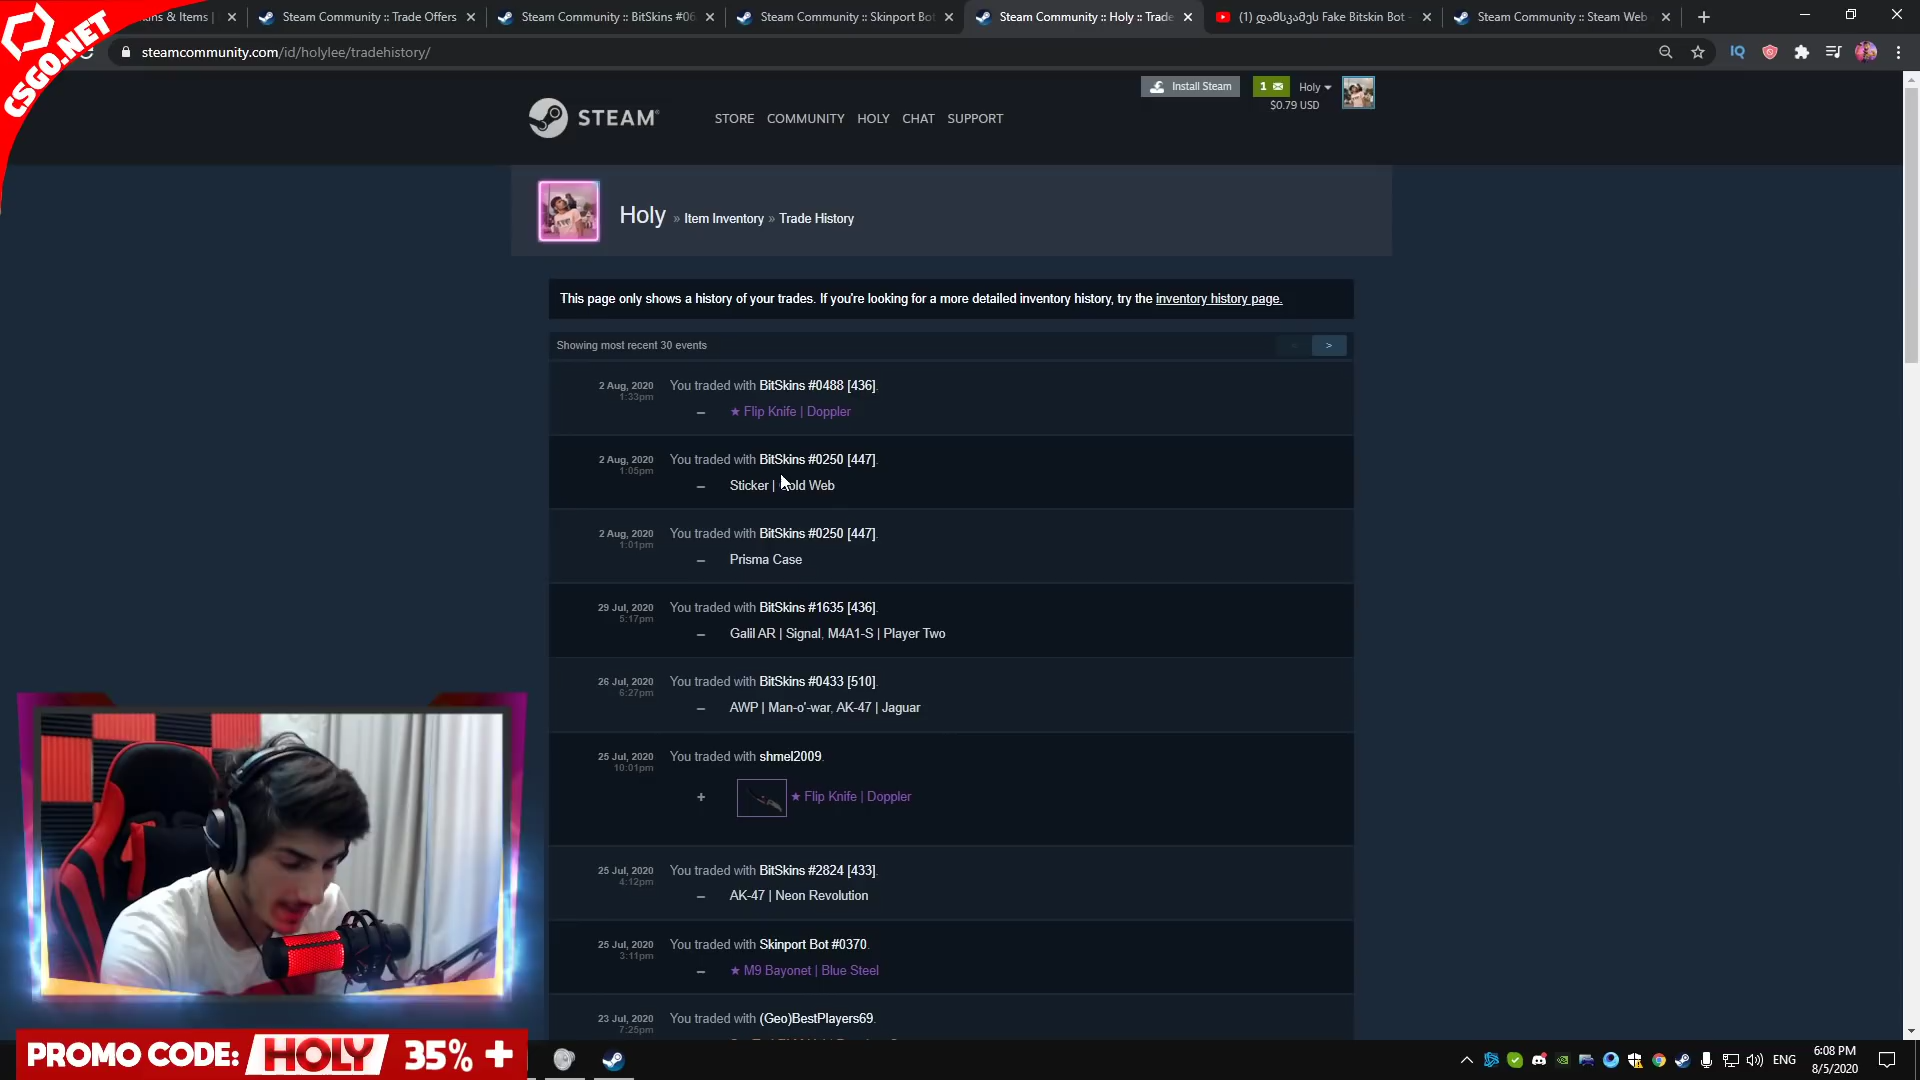 CSGO.NET
ins & Items |
Steam Community :: Trade Offers
Steam Community :: BitSkins #06
Steam Community :: Skinport Bot
Steam Community :: Holy :: Trade
(1) დამსკამეს Fake Bitskin Bot -
Steam Community :: Steam Web
steamcommunity.com/id/holylee/tradehistory/
Install Steam
1
Holy
$0.79 USD
STEAM
STORE COMMUNITY HOLY CHAT SUPPORT
Holy » Item Inventory » Trade History
This page only shows a history of your trades. If you're looking for a more detailed inventory history, try the inventory history page.
Showing most recent 30 events
>
2 Aug, 2020
1:33pm
You traded with BitSkins #0488 [436].
– ★ Flip Knife | Doppler
2 Aug, 2020
1:05pm
You traded with BitSkins #0250 [447].
– Sticker | Gold Web
2 Aug, 2020
1:01pm
You traded with BitSkins #0250 [447].
– Prisma Case
29 Jul, 2020
5:17pm
You traded with BitSkins #1635 [436].
– Galil AR | Signal, M4A1-S | Player Two
26 Jul, 2020
6:27pm
You traded with BitSkins #0433 [510].
– AWP | Man-o'-war, AK-47 | Jaguar
25 Jul, 2020
10:01pm
You traded with shmel2009.
+ ★ Flip Knife | Doppler
25 Jul, 2020
4:12pm
You traded with BitSkins #2824 [433].
– AK-47 | Neon Revolution
25 Jul, 2020
3:11pm
You traded with Skinport Bot #0370.
– ★ M9 Bayonet | Blue Steel
23 Jul, 2020
7:25pm
You traded with (Geo)BestPlayers69.
PROMO CODE: HOLY 35% +
ENG
6:08 PM
8/5/2020